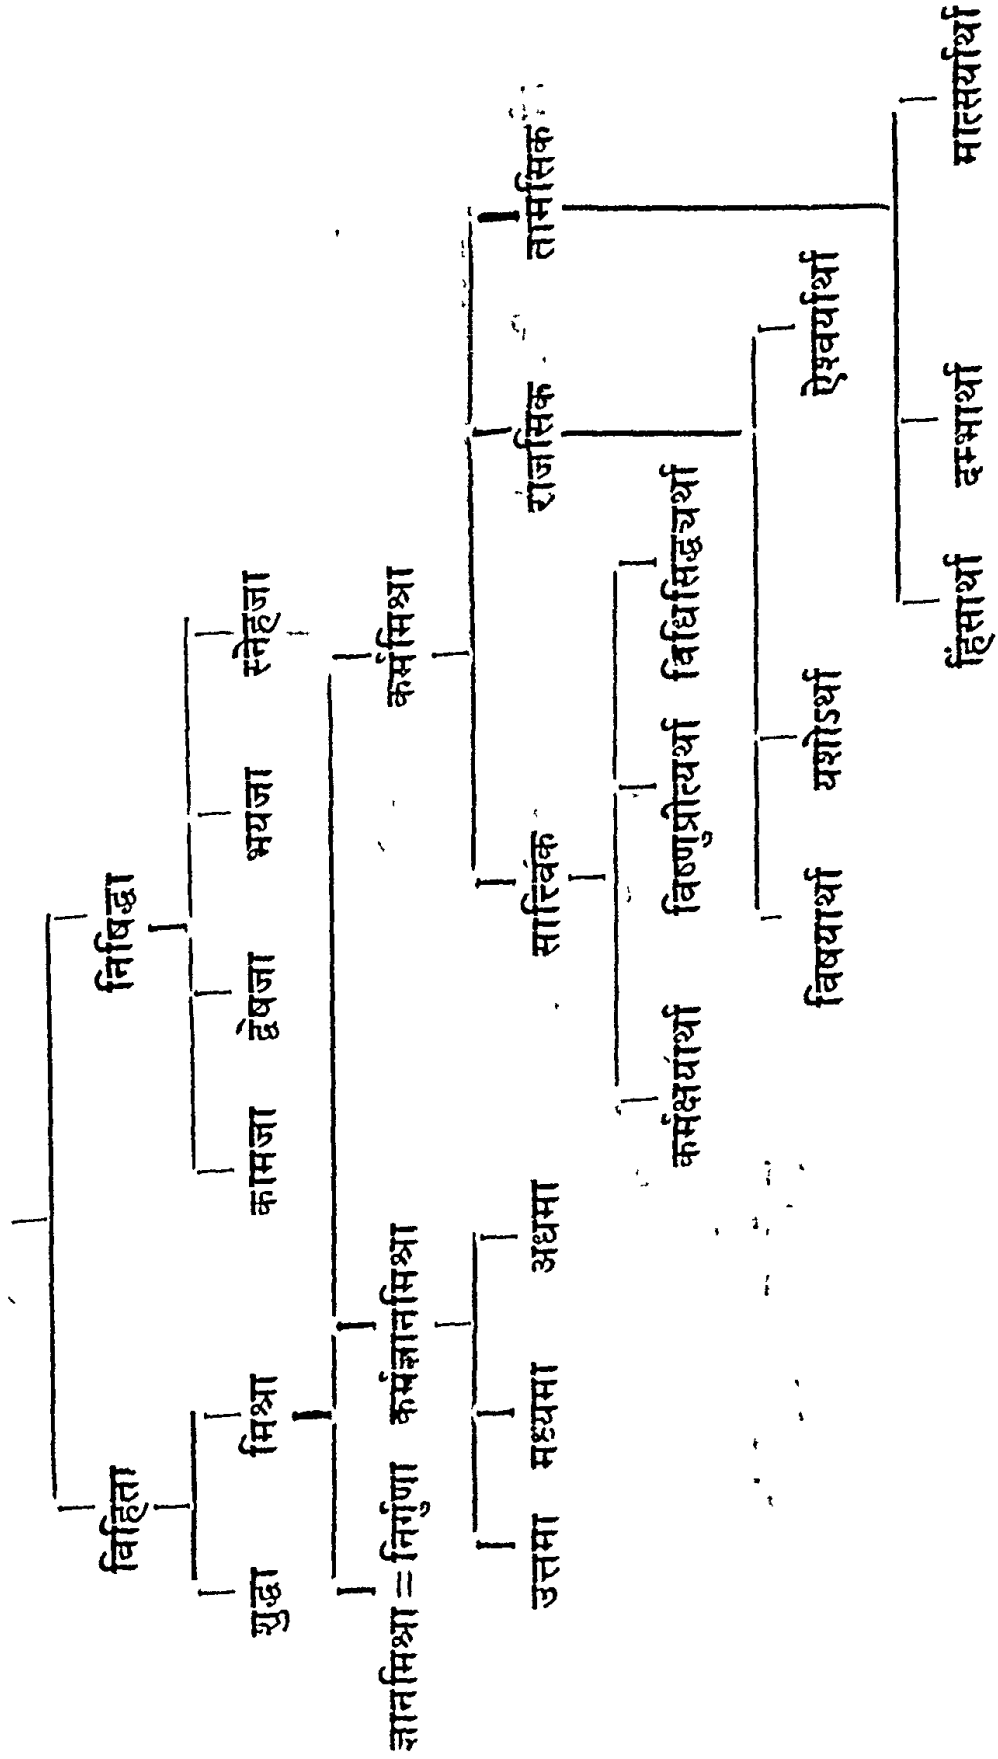 विहिता निषिद्धा
शुद्धा मिश्रा कामजा द्वेषजा भयजा स्नेहजा
ज्ञानमिश्रा = निर्गुणा कर्मज्ञानमिश्रा कर्ममिश्रा
उत्तमा मध्यमा अधमा सात्विक राजसिक तामसिक
कर्मक्षयार्था विष्णुप्रीत्यर्था विधिसिद्धयर्था
विषयार्था यशोऽर्था ऐश्वर्यार्था
हिंसार्था दम्भार्था मात्सर्यार्था